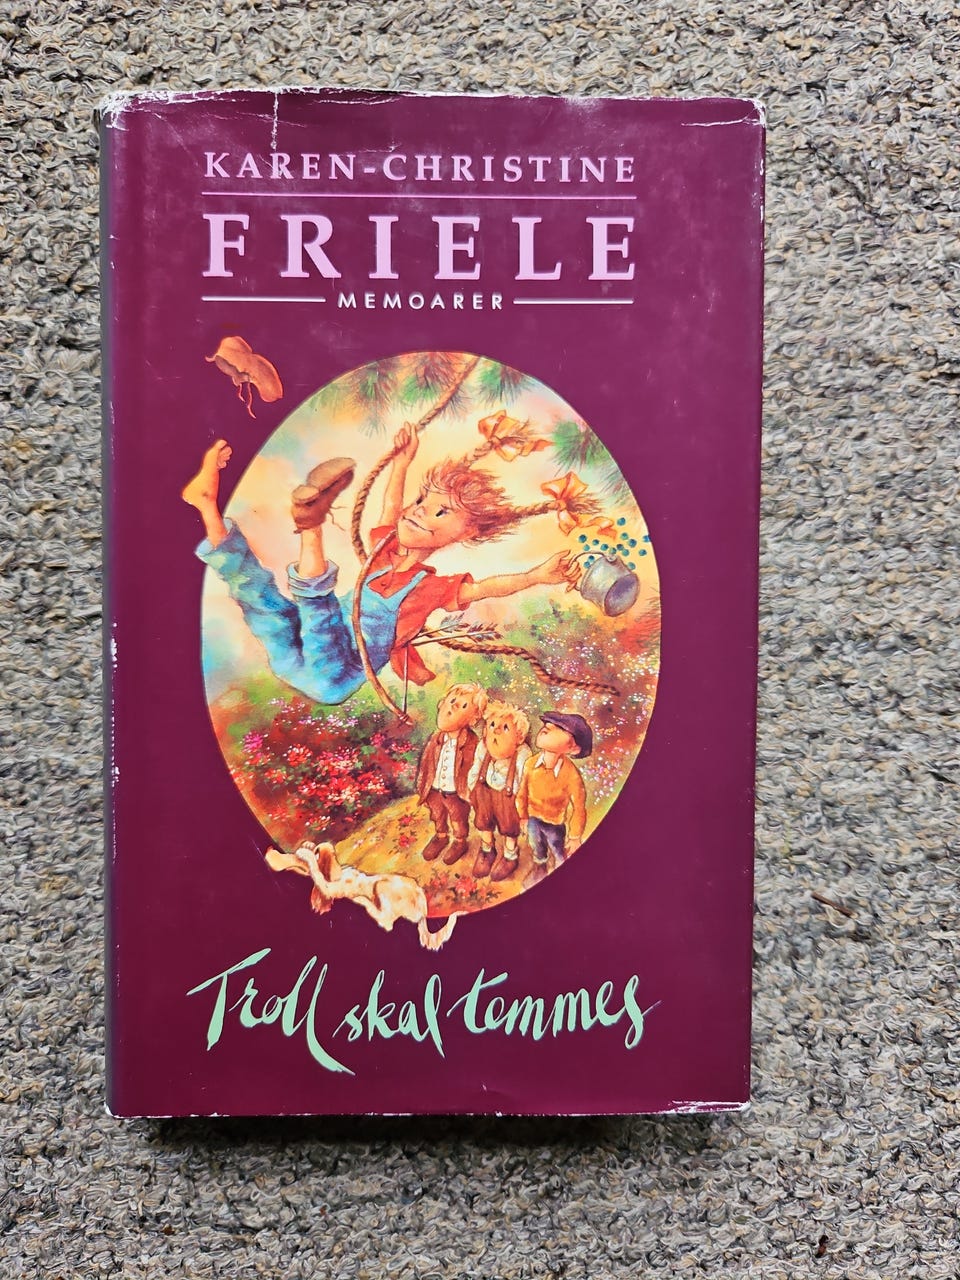 KAREN-CHRISTINE
FRIELE
MEMOARER
Troll skal temmes